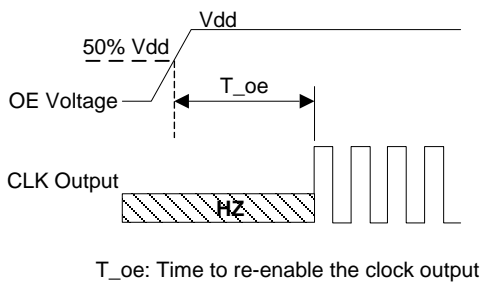 Vdd
50% Vdd
T_oe
OE Voltage
CLK Output
HZ
T_oe: Time to re-enable the clock output